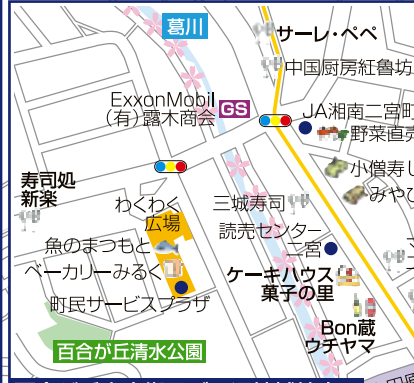 葛川
サーレ・ペペ
中国厨房紅魯坊
ExxonMobil
(有)露木商会
GS
JA湘南二宮町
野菜直売
小僧寿し
みやび
寿司処
新楽
わくわく
広場
三城寿司
読売センター
二宮
魚のまつもと
ベーカリーみるく
ケーキハウス
菓子の里
町民サービスプラザ
Bon蔵
ウチヤマ
百合が丘清水公園